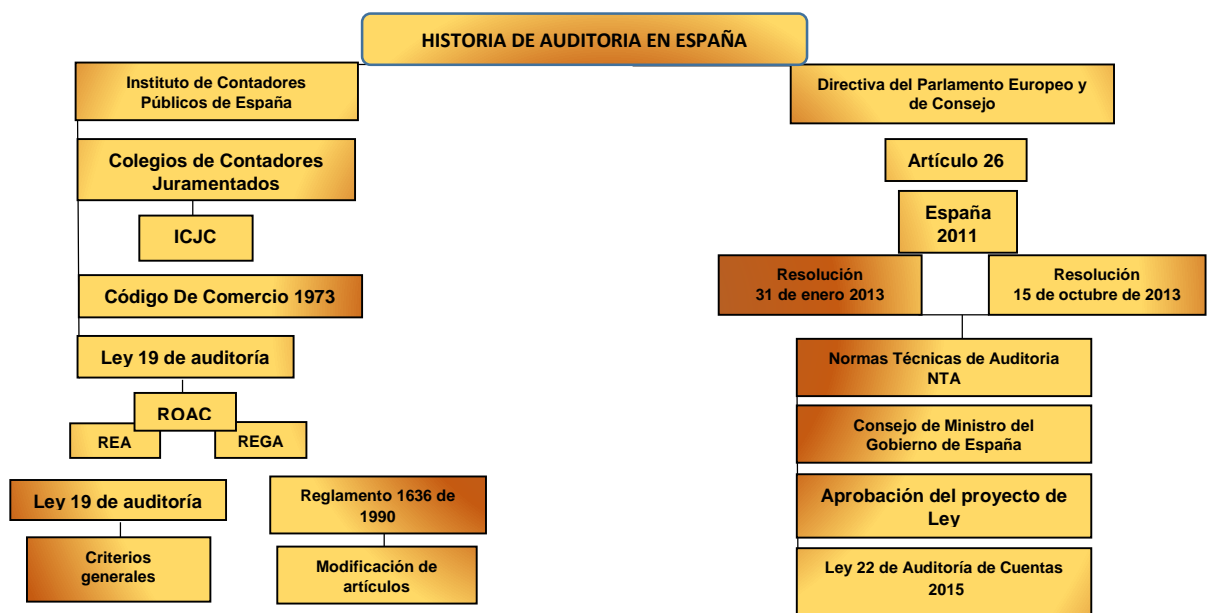 HISTORIA DE AUDITORIA EN ESPAÑA
Instituto de Contadores
Públicos de España
Colegios de Contadores
Juramentados
ICJC
Código De Comercio 1973
Ley 19 de auditoría
ROAC
REA
REGA
Ley 19 de auditoría
Criterios
generales
Reglamento 1636 de
1990
Modificación de
artículos
Directiva del Parlamento Europeo y
de Consejo
Artículo 26
España
2011
Resolución
31 de enero 2013
Resolución
15 de octubre de 2013
Normas Técnicas de Auditoria
NTA
Consejo de Ministro del
Gobierno de España
Aprobación del proyecto de
Ley
Ley 22 de Auditoría de Cuentas
2015